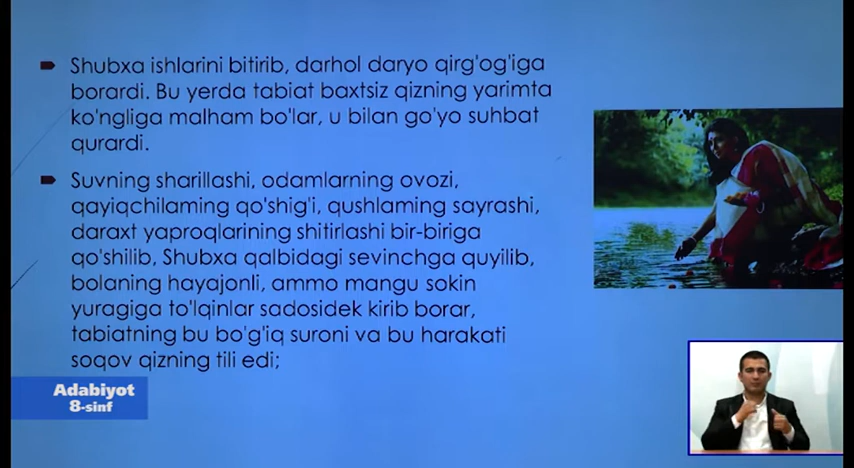 Shubxa ishlarini bitirib, darhol daryo qirg'og'iga
borardi. Bu yerda tabiat baxtsiz qizning yarimta
ko'ngliga malham bo'lar, u bilan go'yo suhbat
qurardi.
Suvning sharillashi, odamlarning ovozi,
qayiqchilaming qo'shig'i, qushlaming sayrashi,
daraxt yaproqlarining shitirlashi bir-biriga
qo'shilib, Shubxa qalbidagi sevinchga quyilib,
bolaning hayajonli, ammo mangu sokin
yuragiga to'lqinlar sadosidek kirib borar,
tabiatning bu bo'g'iq suroni va bu harakati
soqov qizning tili edi;
Adabiyot
8-sinf